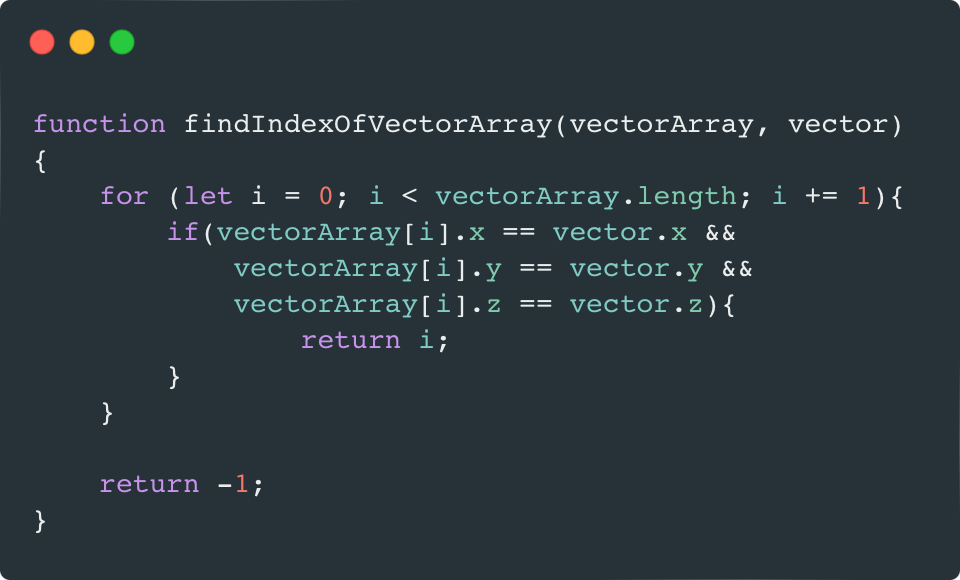 function findIndexOfVectorArray(vectorArray, vector)
{
    for (let i = 0; i < vectorArray.length; i += 1){
        if(vectorArray[i].x == vector.x &&
            vectorArray[i].y == vector.y &&
            vectorArray[i].z == vector.z){
                return i;
        }
    }

    return -1;
}